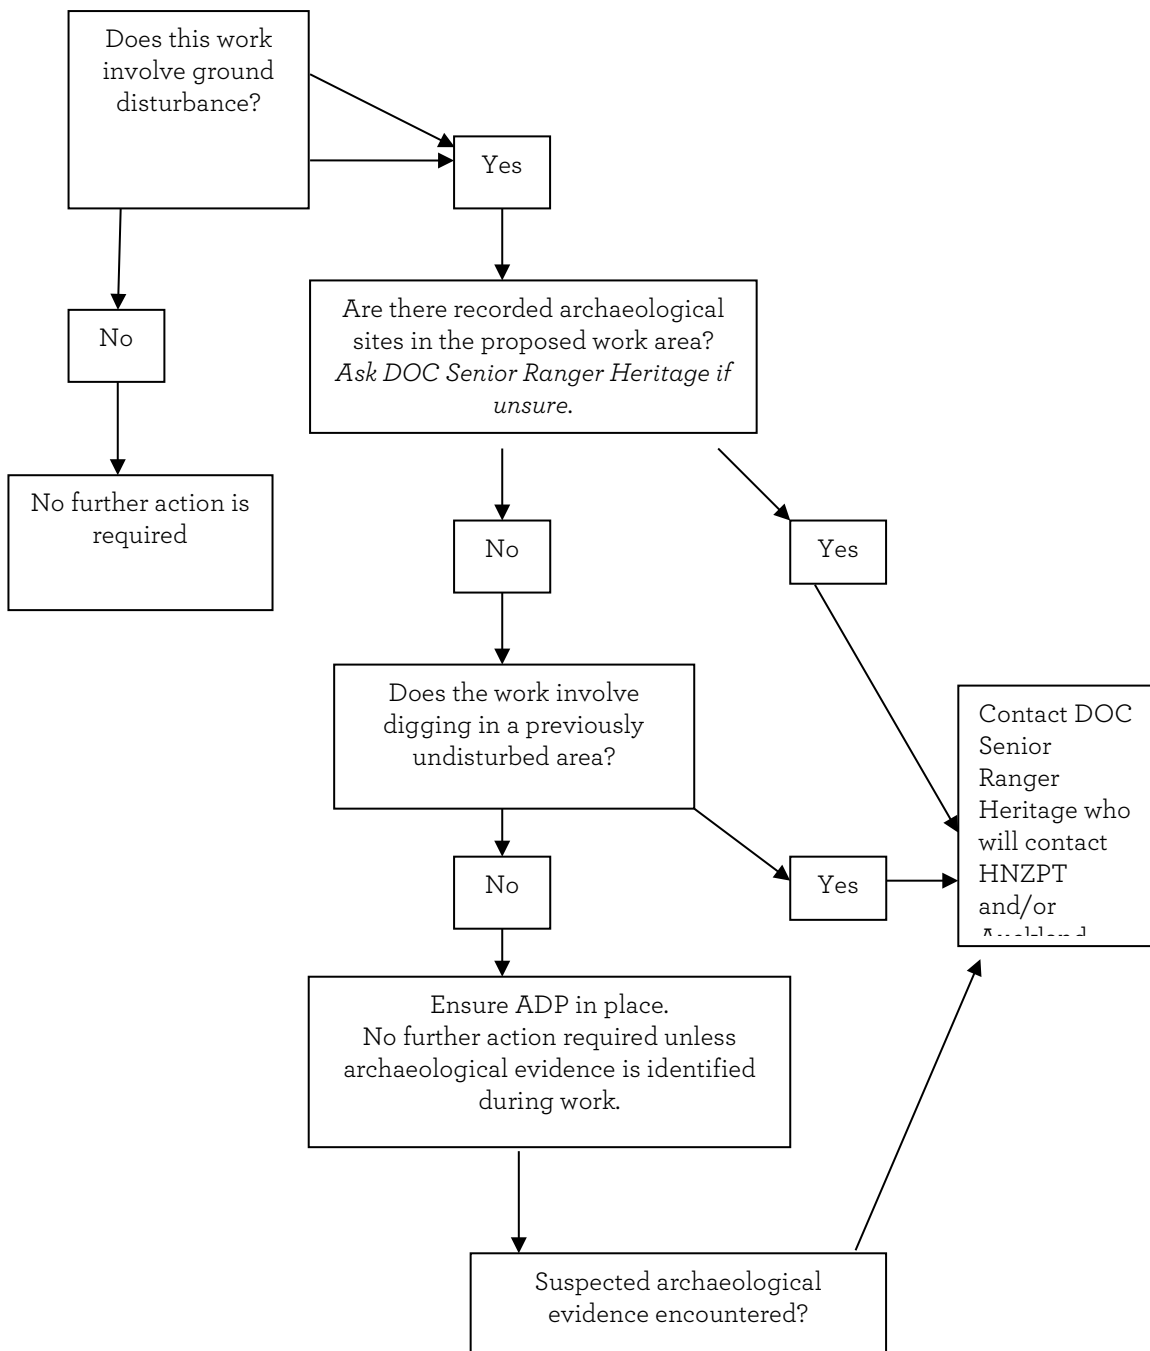 Does this work
involve ground
disturbance?
Yes
No
Are there recorded archaeological
sites in the proposed work area?
Ask DOC Senior Ranger Heritage if
unsure.
No further action is
required
No
Yes
Does the work involve
digging in a previously
undisturbed area?
Contact DOC
Senior
Ranger
Heritage who
will contact
HNZPT
and/or
No
Yes
Ensure ADP in place.
No further action required unless
archaeological evidence is identified
during work.
Suspected archaeological
evidence encountered?